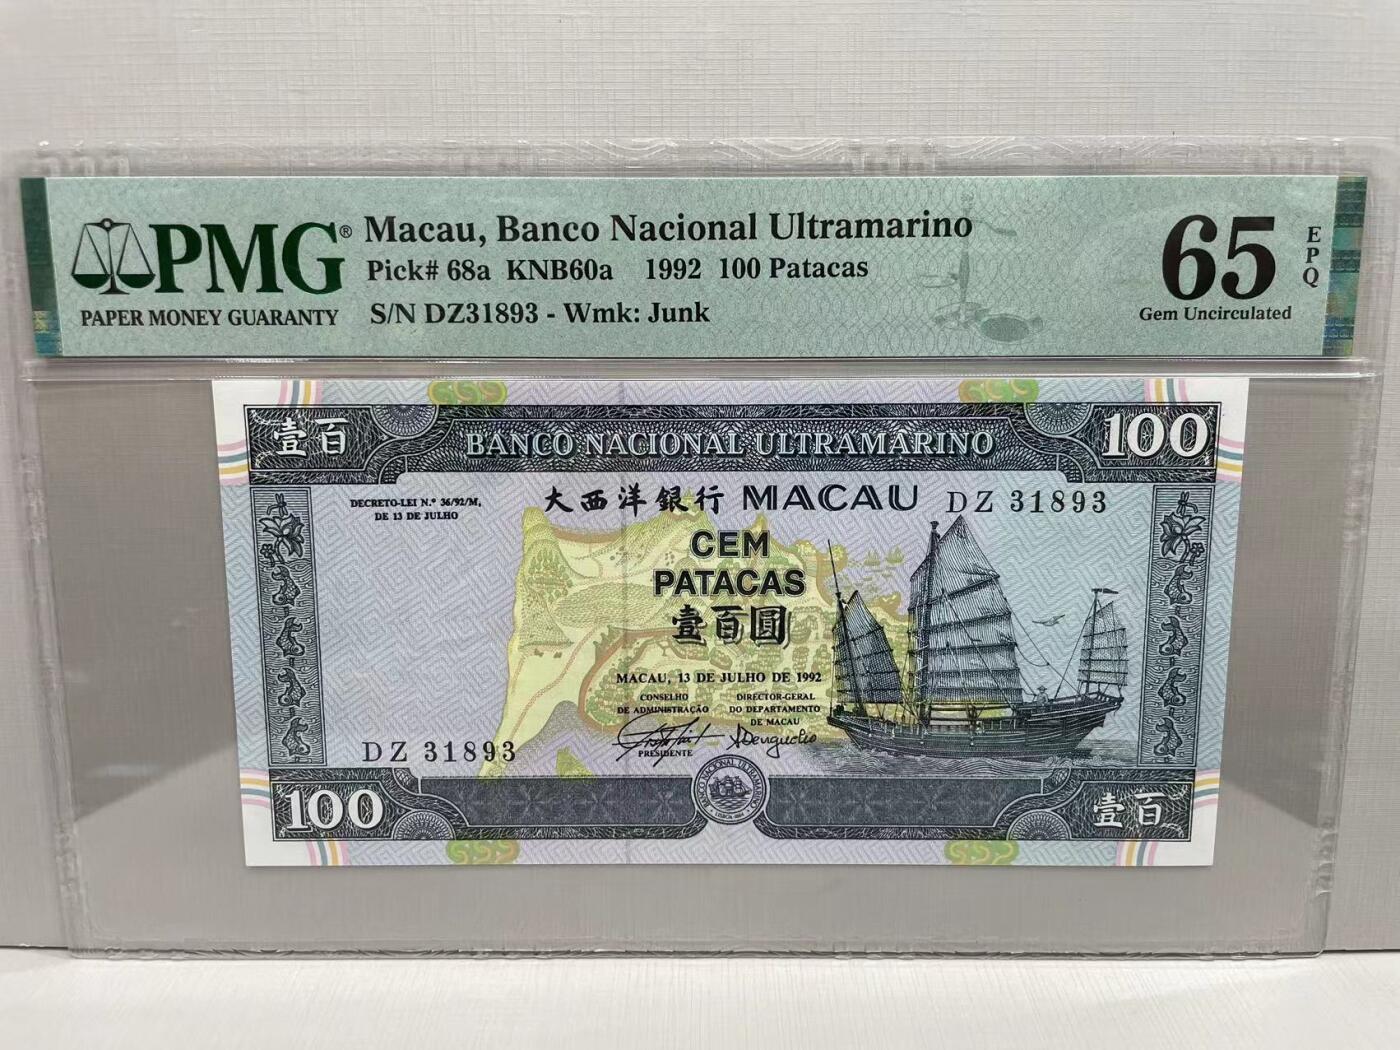 PMG®
PAPER MONEY GUARANTY
Macau, Banco Nacional Ultramarino
Pick# 68a KNB60a 1992 100 Patacas
S/N DZ31893 - Wmk: Junk
65
EPQ
Gem Uncirculated
壹百
BANCO NACIONAL ULTRAMARINO
100
DECRETO-LEI N.º 36/92/M,
DE 13 DE JULHO
大西洋銀行 MACAU
DZ 31893
CEM
PATACAS
壹百圓
MACAU, 13 DE JULHO DE 1992
CONSELHO
DE ADMINISTRAÇÃO
DIRECTOR-GERAL
DO DEPARTAMENTO
DE MACAU
PRESIDENTE
DZ 31893
100
BANCO NACIONAL ULTRAMARINO
壹百